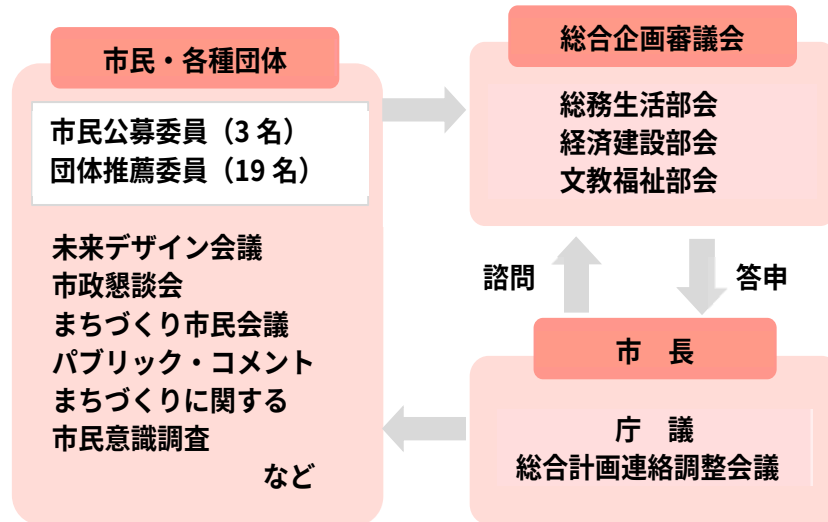 市民・各種団体
市民公募委員（3 名）
団体推薦委員（19 名）
未来デザイン会議
市政懇談会
まちづくり市民会議
パブリック・コメント
まちづくりに関する
市民意識調査
など
総合企画審議会
総務生活部会
経済建設部会
文教福祉部会
諮問
答申
市　長
庁　議
総合計画連絡調整会議